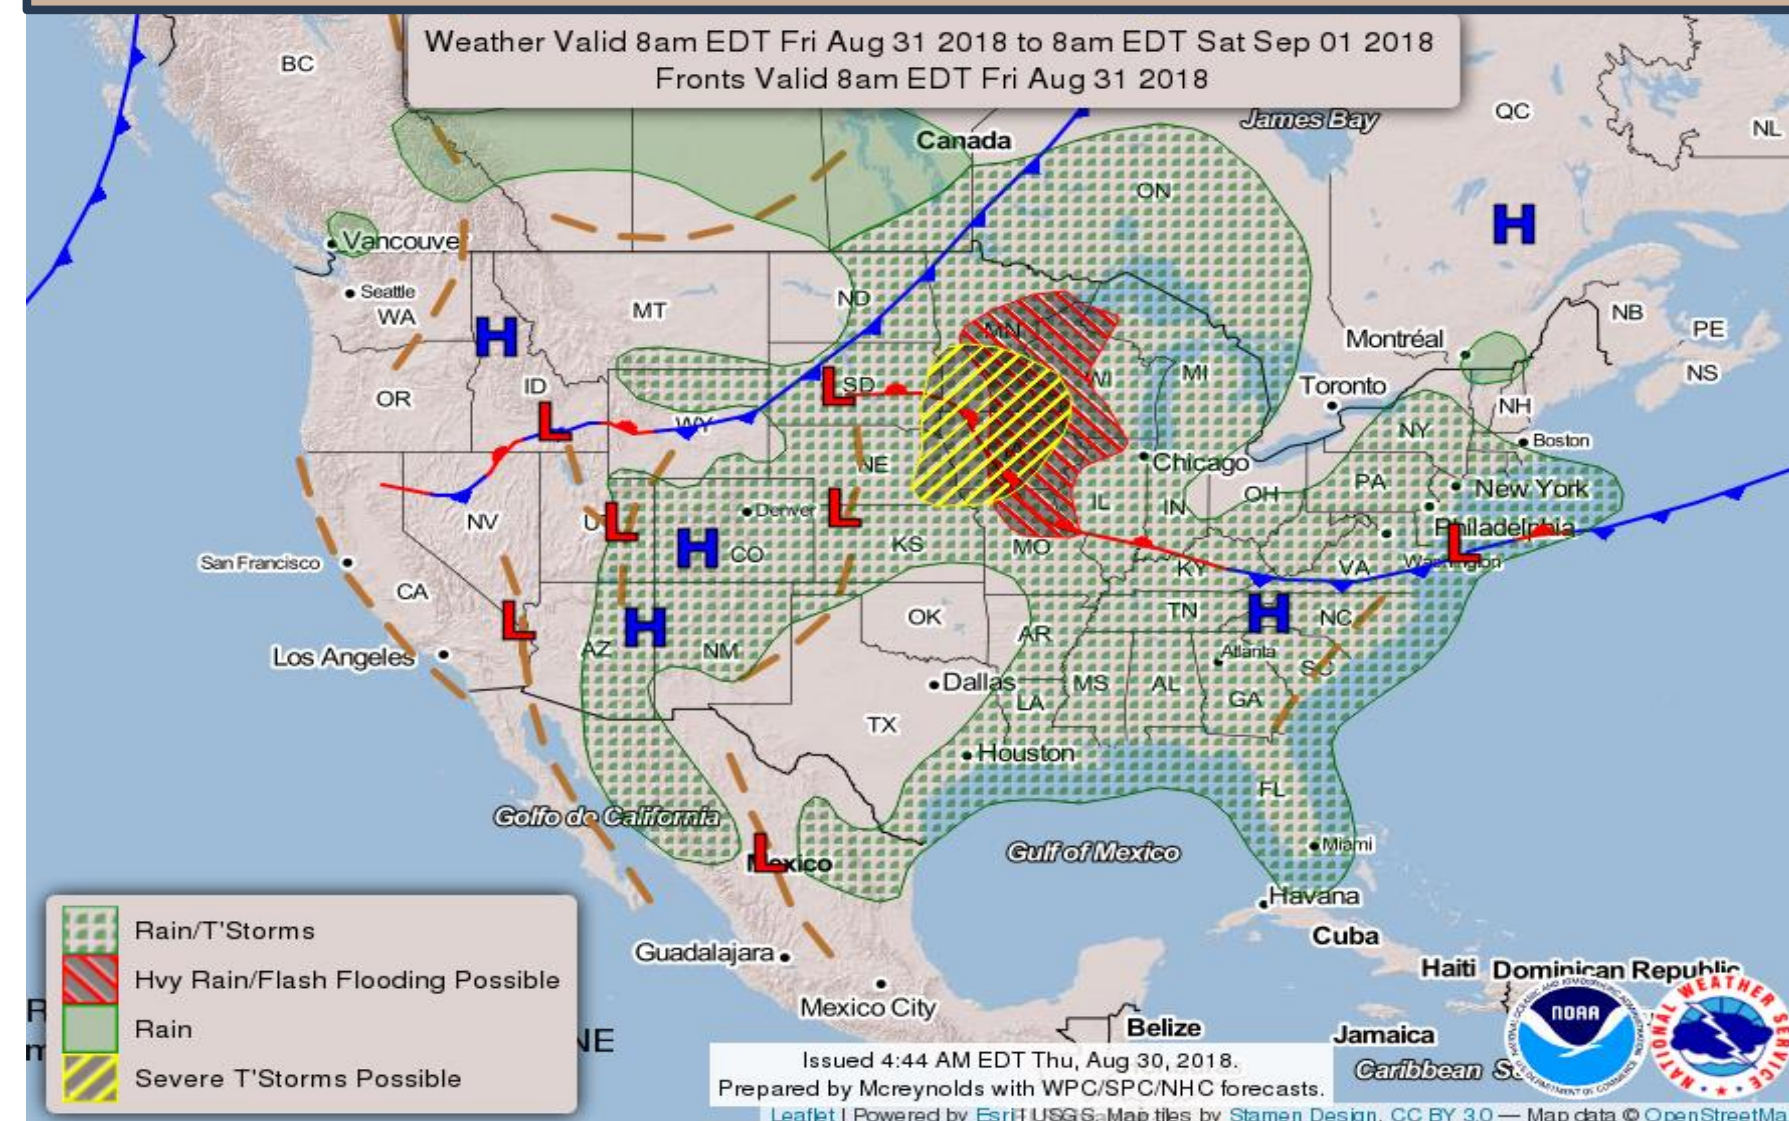 Weather Valid 8am EDT Fri Aug 31 2018 to 8am EDT Sat Sep 01 2018
Fronts Valid 8am EDT Fri Aug 31 2018
BC
QC
NL
James Bay
Canada
ON
H
Vancouver
Seattle
WA
MT
ND
MN
NB
PE
NS
Montréal
H
OR
ID
L
WY
L
SD
WI
MI
Toronto
NH
NY
Boston
NE
Chicago
PA
New York
NV
L
Denver
L
IL
IN
OH
Philadelphia
L
Washington
San Francisco
H
CO
KS
MO
KY
VA
CA
L
H
OK
TN
H
NC
AR
Los Angeles
AZ
NM
Atlanta
SC
Dallas
MS
AL
GA
LA
TX
Houston
FL
Golfo de California
L
Mexico
Gulf of Mexico
Miami
Havana
Cuba
Guadalajara
Mexico City
Haiti
Dominican Republic
Belize
Jamaica
Caribbean
Rain/T'Storms
Hvy Rain/Flash Flooding Possible
Rain
Severe T'Storms Possible
NE
NOAA
NATIONAL WEATHER SERVICE
Issued 4:44 AM EDT Thu, Aug 30, 2018.
Prepared by Mcreynolds with WPC/SPC/NHC forecasts.
Leaflet | Powered by Esri | USGS, Map tiles by Stamen Design, CC BY 3.0 — Map data © OpenStreetMa